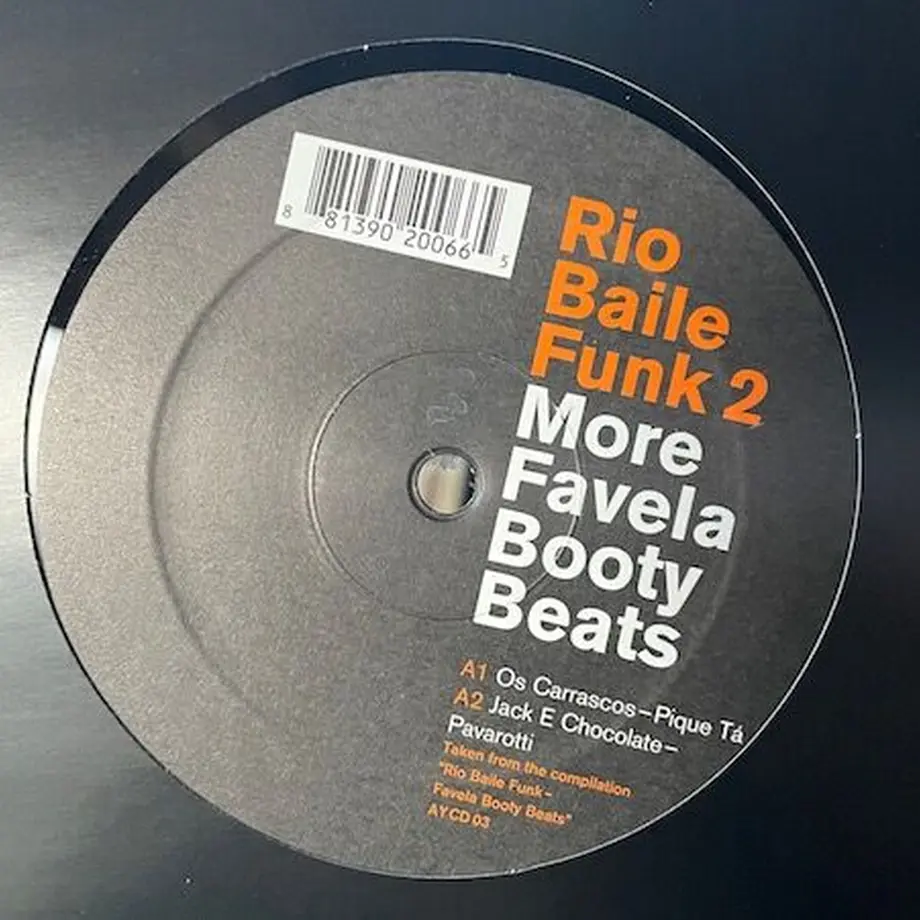 8 81390 20066 5
Rio
Baile
Funk 2
More
Favela
Booty
Beats
A1 Os Carrascos–Pique Tá
A2 Jack E Chocolate–
Pavarotti
Taken from the compilation
"Rio Baile Funk–
Favela Booty Beats"
AYCD 03